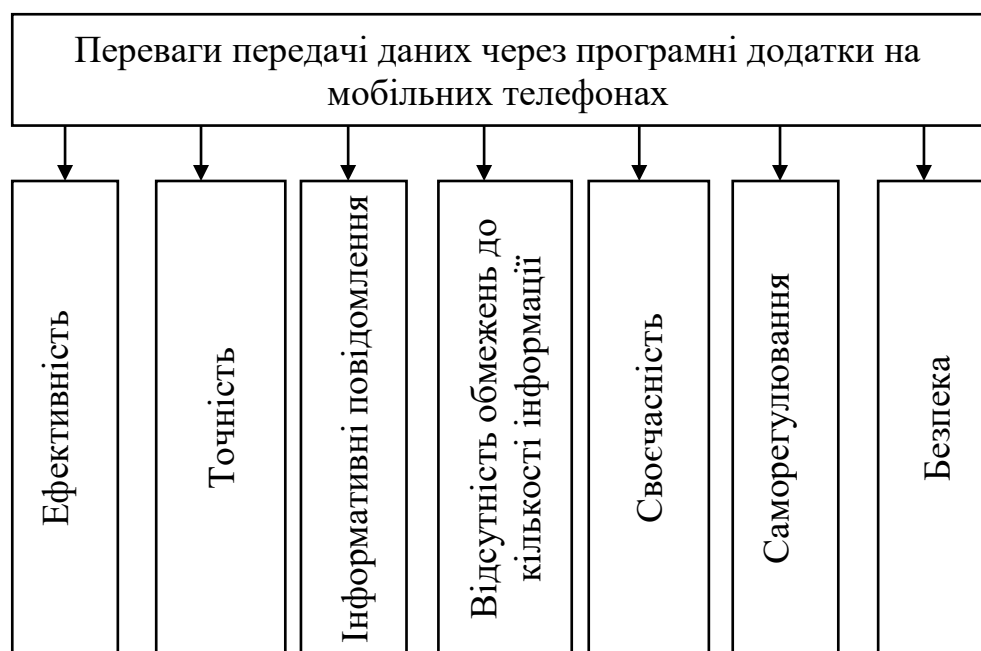 Переваги передачі даних через програмні додатки на
мобільних телефонах
Ефективність
Точність
Інформативні повідомлення
Відсутність обмежень до
кількості інформації
Своєчасність
Саморегулювання
Безпека